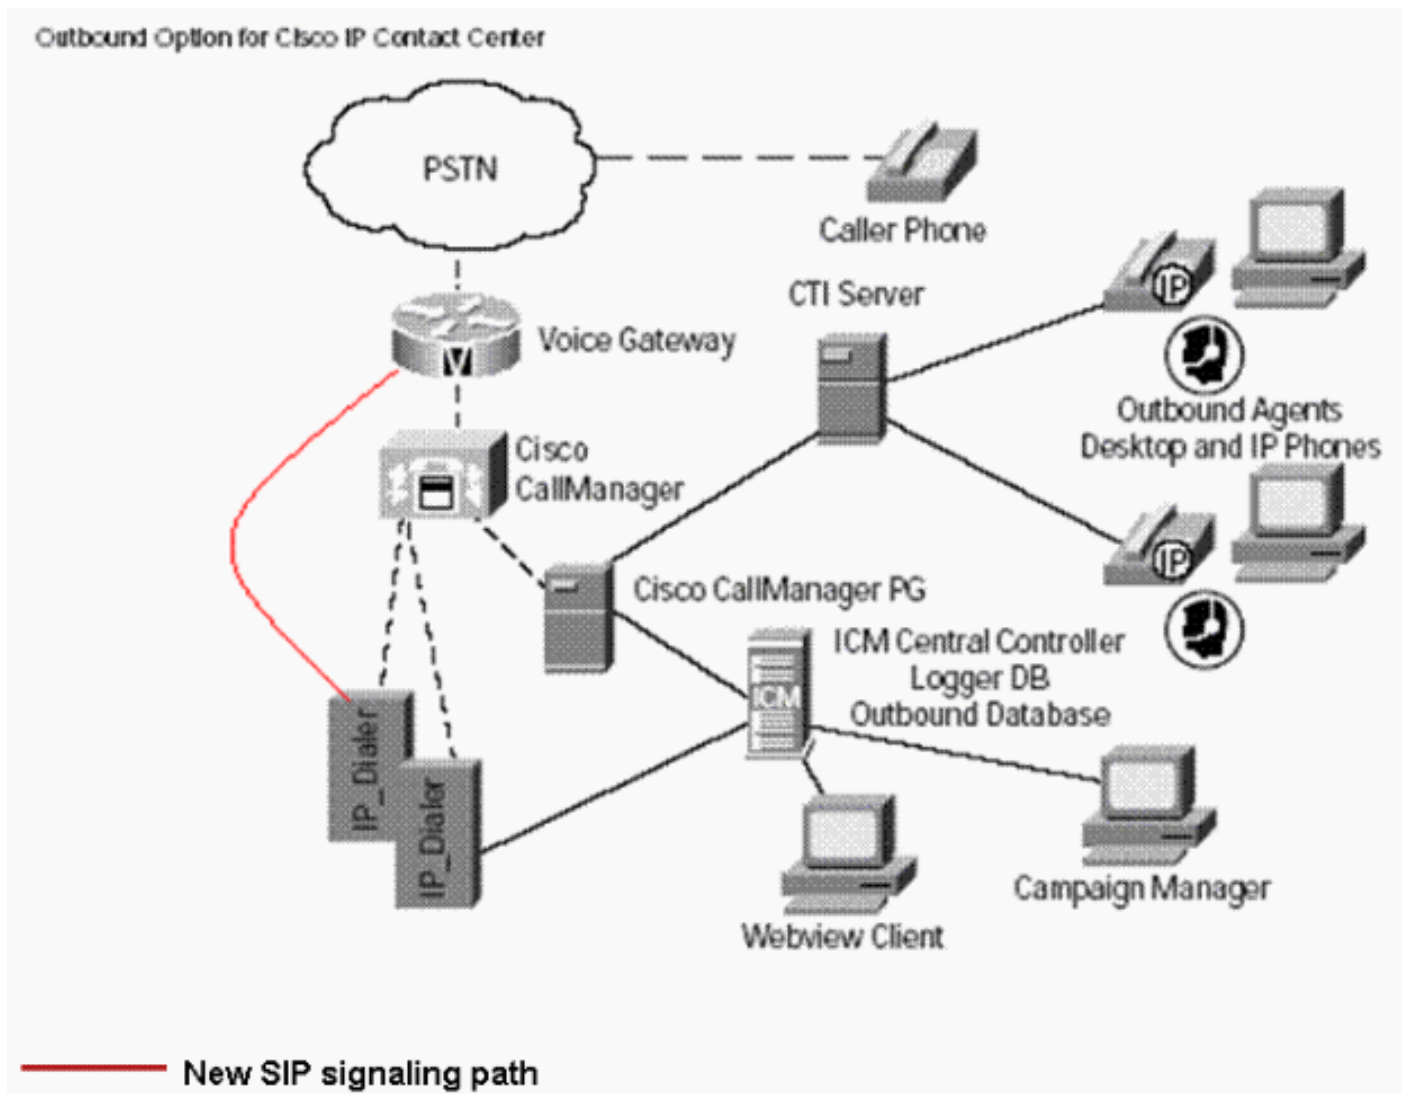 Outbound Option for Cisco IP Contact Center
PSTN
Caller Phone
CTI Server
IP
Voice Gateway
V
Outbound Agents
Desktop and IP Phones
Cisco
CallManager
IP
Cisco CallManager PG
ICM Central Controller
Logger DB
Outbound Database
ICM
IP_Dialer
IP_Dialer
Campaign Manager
Webview Client
New SIP signaling path